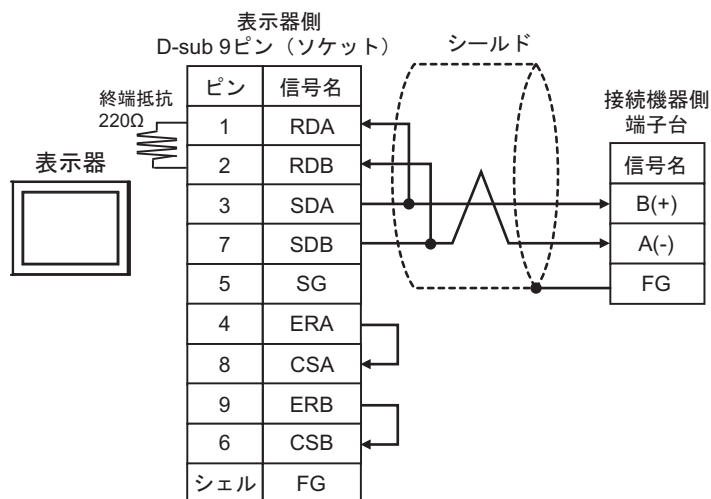 表示器側
D-sub 9ピン（ソケット）
シールド
終端抵抗
220Ω
表示器
ピン 信号名
1 RDA
2 RDB
3 SDA
7 SDB
5 SG
4 ERA
8 CSA
9 ERB
6 CSB
シェル FG
接続機器側
端子台
信号名
B(+)
A(-)
FG